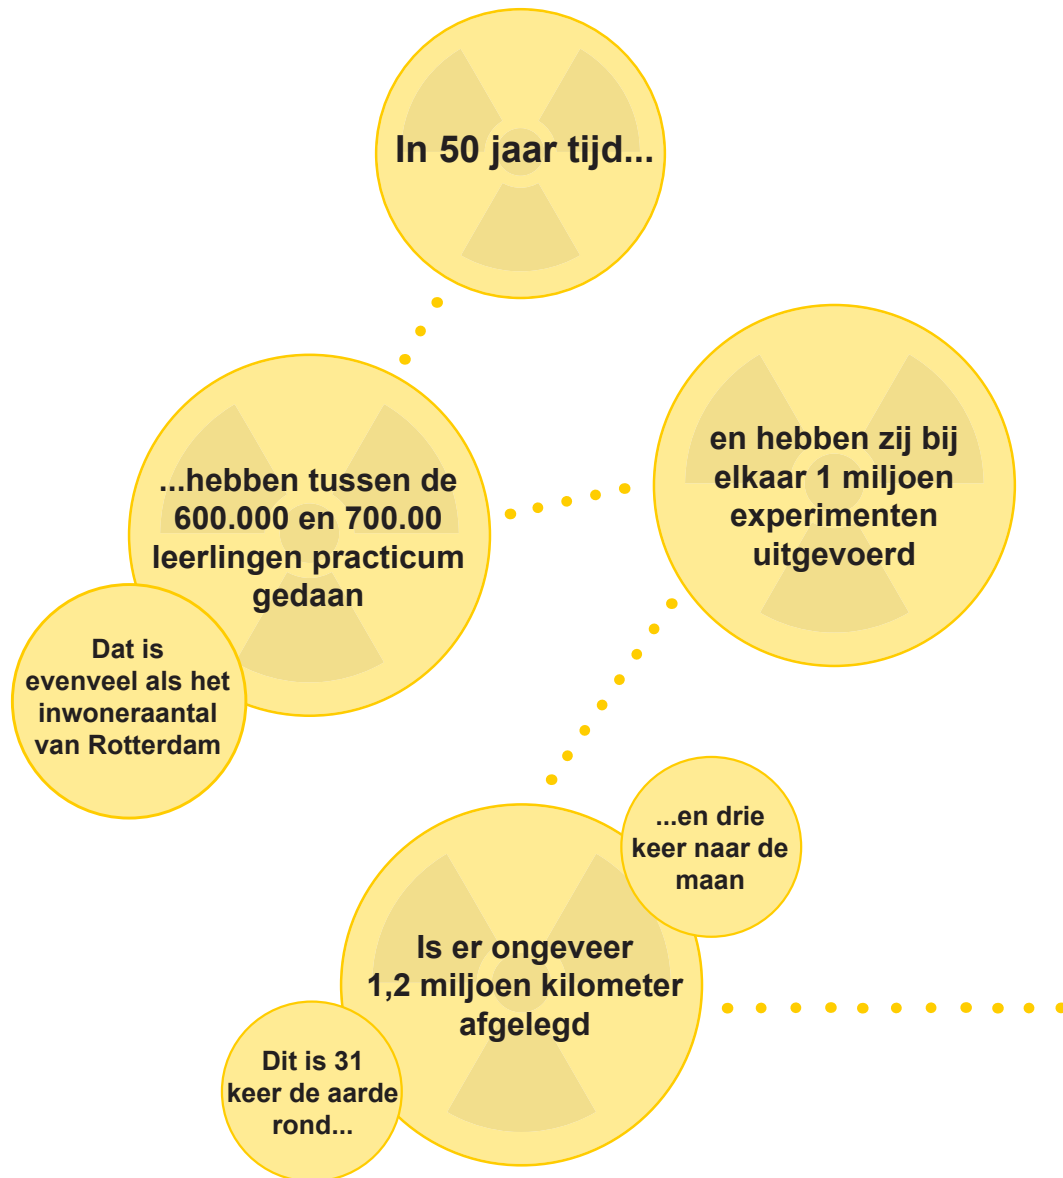 In 50 jaar tijd...
...hebben tussen de
600.000 en 700.00
leerlingen practicum
gedaan
Dat is
evenveel als het
inwoneraantal
van Rotterdam
en hebben zij bij
elkaar 1 miljoen
experimenten
uitgevoerd
Is er ongeveer
1,2 miljoen kilometer
afgelegd
Dit is 31
keer de aarde
rond...
...en drie
keer naar de
maan